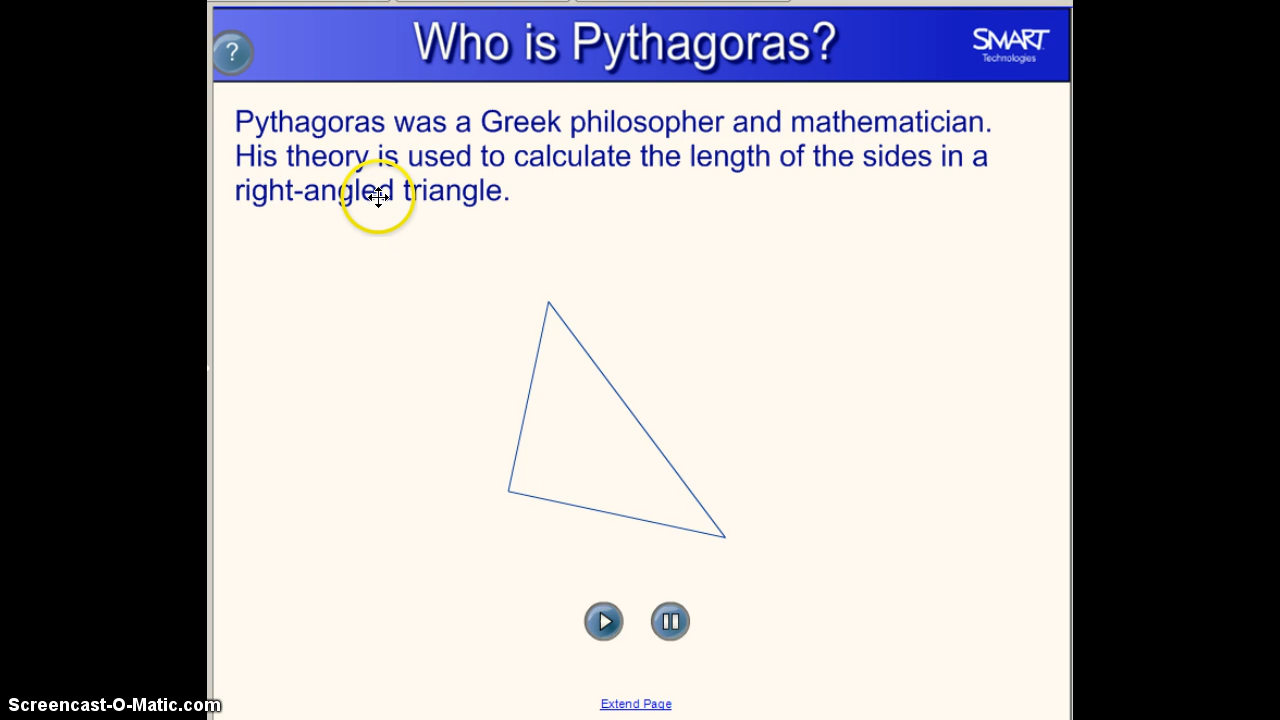 Who is Pythagoras?
?
SMART
Technologies
Pythagoras was a Greek philosopher and mathematician.
His theory is used to calculate the length of the sides in a
right-angled triangle.
Extend Page
Screencast-O-Matic.com